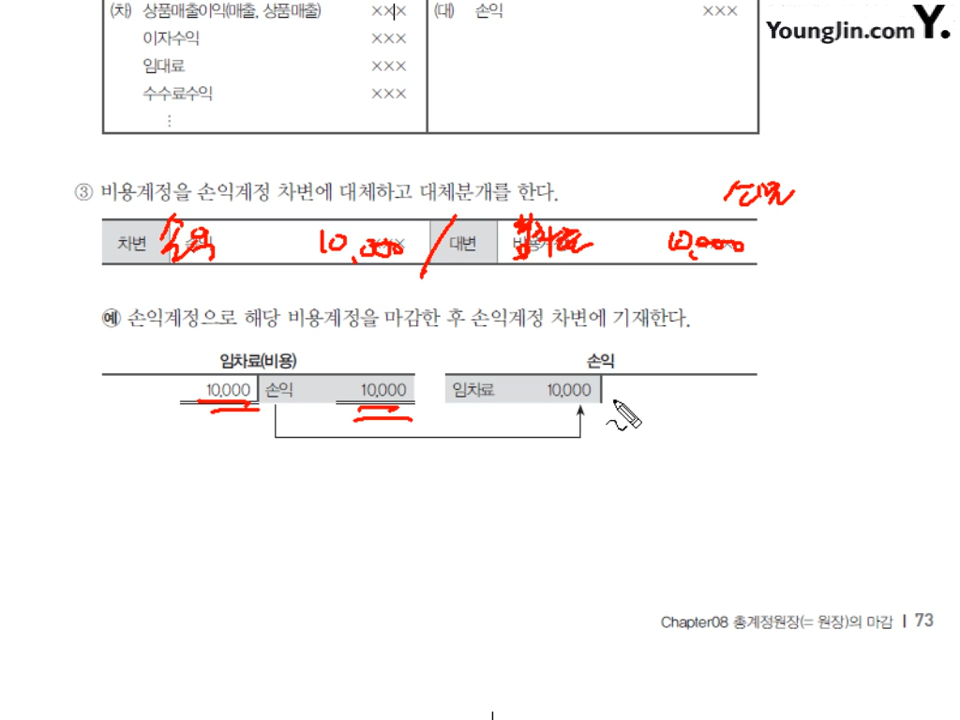 YoungJin.com Y.
(차) 상품매출이익(매출, 상품매출) ××× (대) 손익 ×××
이자수익 ×××
임대료 ×××
수수료수익 ×××
⋮
③ 비용계정을 손익계정 차변에 대체하고 대체분개를 한다.
차변 손익 10,000 대변 임차료 10,000
예 손익계정으로 해당 비용계정을 마감한 후 손익계정 차변에 기재한다.
임차료(비용) 손익
10,000 손익 10,000 임차료 10,000
Chapter08 총계정원장(= 원장)의 마감 | 73